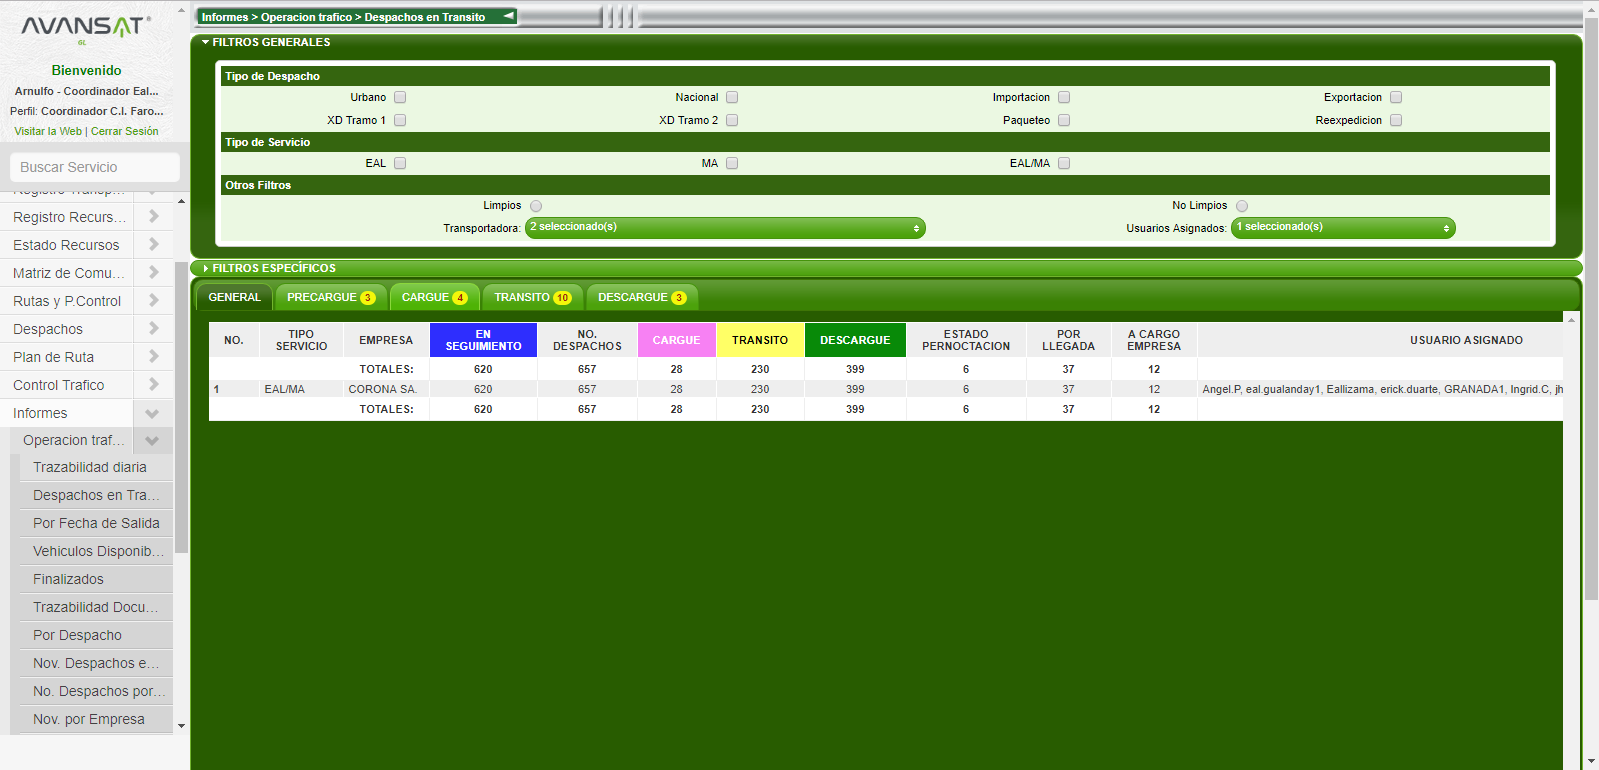 AVANSAT
GL
Bienvenido
Arnulfo - Coordinador Eal...
Perfil: Coordinador C.I. Faro...
Visitar la Web | Cerrar Sesión
Buscar Servicio
Registro Transp...
Registro Recurs...
Estado Recursos
Matriz de Comu...
Rutas y P.Control
Despachos
Plan de Ruta
Control Trafico
Informes
Operacion traf...
Trazabilidad diaria
Despachos en Tra...
Por Fecha de Salida
Vehiculos Disponib...
Finalizados
Trazabilidad Docu...
Por Despacho
Nov. Despachos e...
No. Despachos por...
Nov. por Empresa
Informes > Operacion trafico > Despachos en Transito
FILTROS GENERALES
Tipo de Despacho
Urbano Nacional Importacion Exportacion
XD Tramo 1 XD Tramo 2 Paqueteo Reexpedicion
Tipo de Servicio
EAL MA EAL/MA
Otros Filtros
Limpios No Limpios
Transportadora: 2 seleccionado(s) Usuarios Asignados: 1 seleccionado(s)
FILTROS ESPECÍFICOS
GENERAL PRECARGUE 3 CARGUE 4 TRANSITO 10 DESCARGUE 3
NO. TIPO SERVICIO EMPRESA EN SEGUIMIENTO NO. DESPACHOS CARGUE TRANSITO DESCARGUE ESTADO PERNOCTACION POR LLEGADA A CARGO EMPRESA USUARIO ASIGNADO
TOTALES: 620 657 28 230 399 6 37 12
1 EAL/MA CORONA SA. 620 657 28 230 399 6 37 12 Angel.P, eal.gualanday1, Eallizama, erick.duarte, GRANADA1, Ingrid.C, jh
TOTALES: 620 657 28 230 399 6 37 12